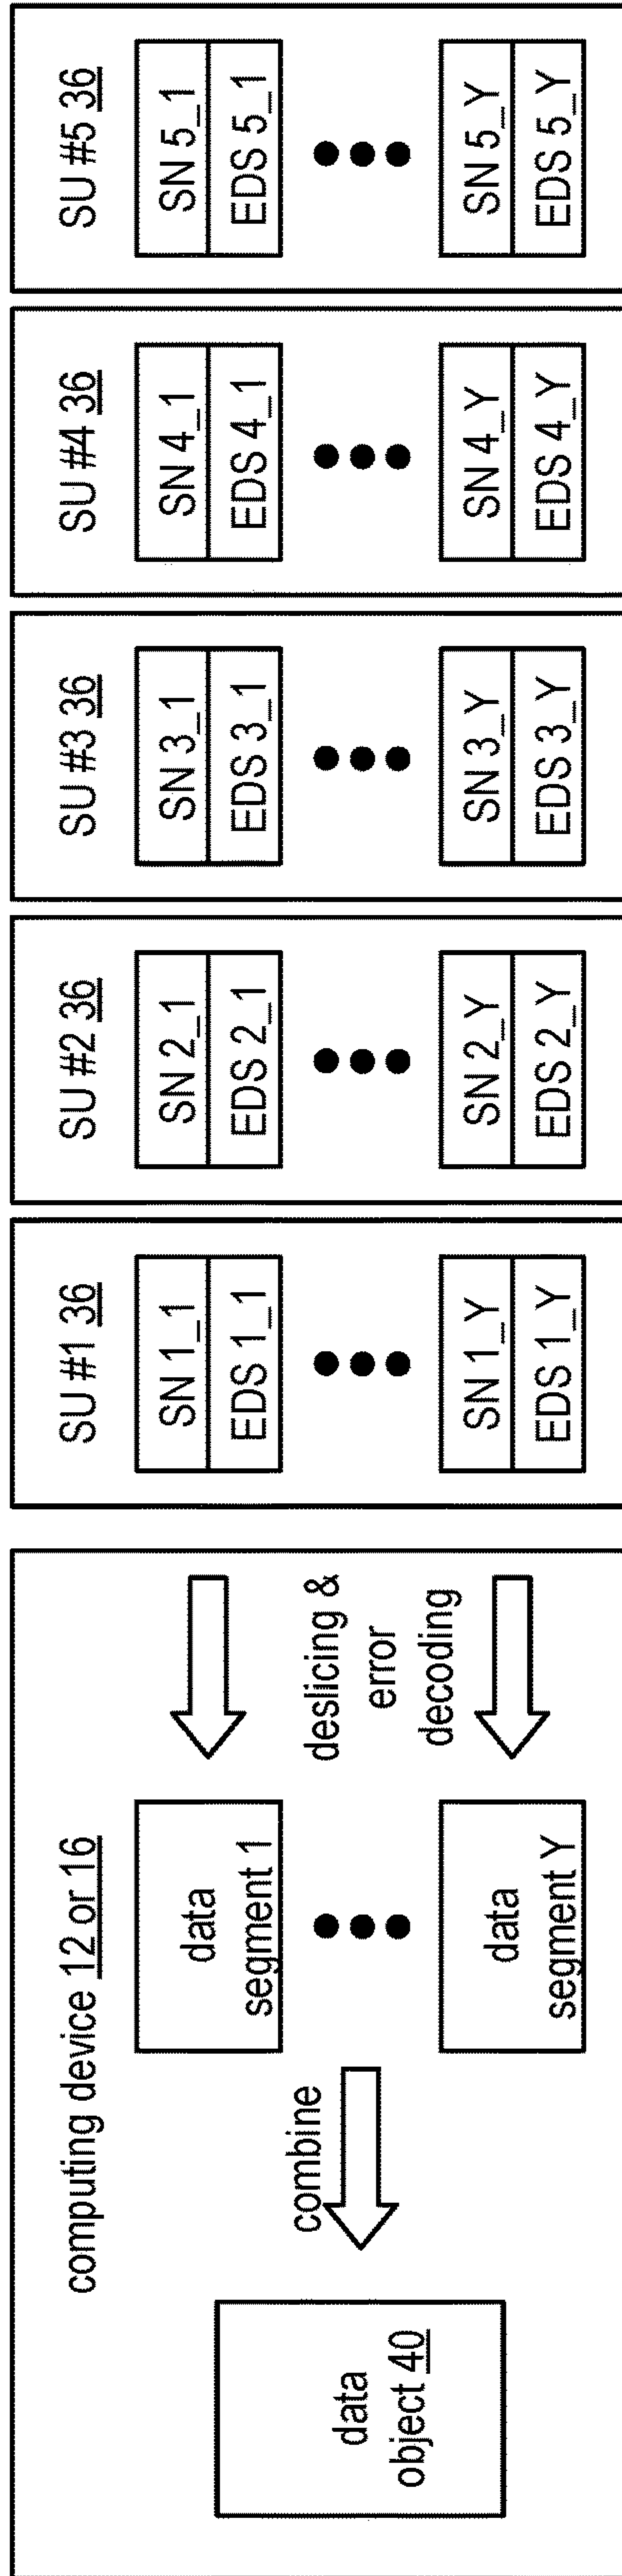 computing device 12 or 16
data
object 40
combine
data
segment 1
data
segment Y
deslicing &
error
decoding
SU #1 36
SN 1_1
EDS 1_1
SN 1_Y
EDS 1_Y
SU #2 36
SN 2_1
EDS 2_1
SN 2_Y
EDS 2_Y
SU #3 36
SN 3_1
EDS 3_1
SN 3_Y
EDS 3_Y
SU #4 36
SN 4_1
EDS 4_1
SN 4_Y
EDS 4_Y
SU #5 36
SN 5_1
EDS 5_1
SN 5_Y
EDS 5_Y